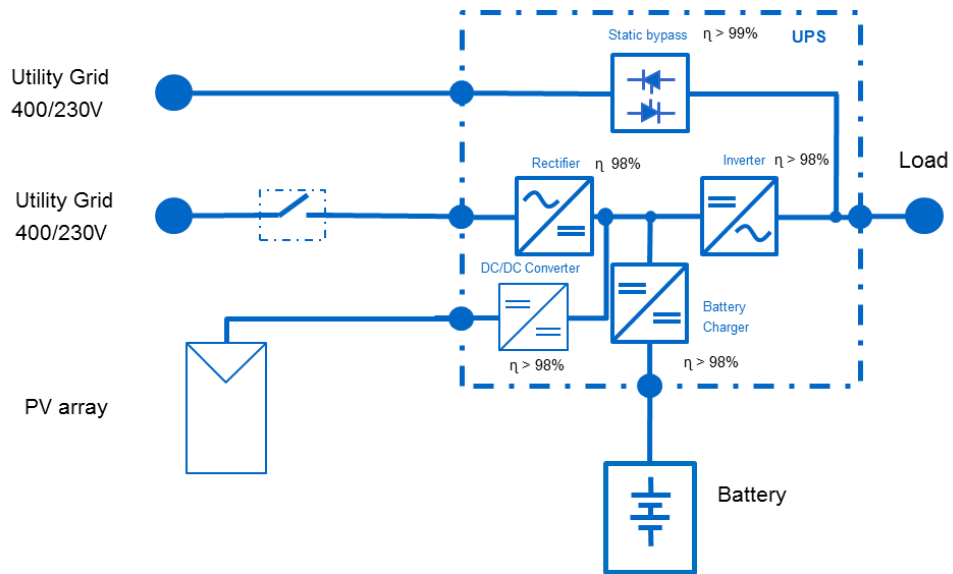 Static bypass η > 99% UPS
Utility Grid
400/230V
Rectifier η 98% Inverter η > 98%
Load
Utility Grid
400/230V
DC/DC Converter
Battery
Charger
η > 98% η > 98%
PV array
Battery